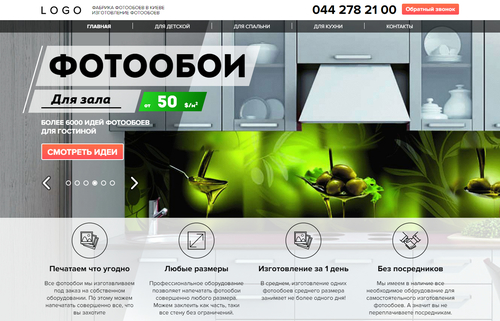 LOGO
ФАБРИКА ФОТООБОЕВ В КИЕВЕ
ИЗГОТОВЛЕНИЕ ФОТООБОЕВ
044 278 21 00
Обратный звонок
ГЛАВНАЯ ДЛЯ ДЕТСКОЙ ДЛЯ СПАЛЬНИ ДЛЯ КУХНИ КОНТАКТЫ
ФОТООБОИ
Для зала
от 50 $/м²
БОЛЕЕ 6000 ИДЕЙ ФОТООБОЕВ
ДЛЯ ГОСТИНОЙ
СМОТРЕТЬ ИДЕИ
Печатаем что угодно
Все фотообои мы изготавливаем
под заказ на собственном
оборудовании. По этому можем
напечатать совершенно все, что
вы захотите
Любые размеры
Профессиональное оборудование
позволяет напечатать фотообои
совершенно любого размера.
Можем заклеить как часть, так и
все стену без ограничений.
Изготовление за 1 день
В среднем, изготовление одних
фотообоев среднего размера
занимет не более одного дня!
Без посредников
Мы имеем в наличие все
необходимое оборудование для
самостоятельного изготовления
фотообоев. А значит вы не
переплачиваете посредникам.